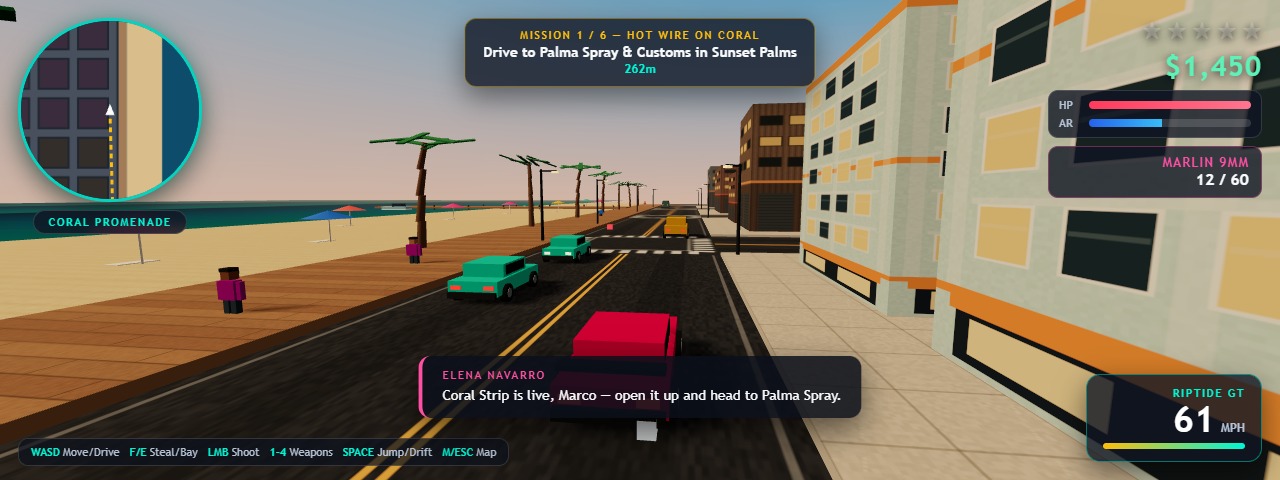 MISSION 1 / 6 — HOT WIRE ON CORAL
Drive to Palma Spray & Customs in Sunset Palms
262m
$1,450
HP
AR
MARLIN 9MM
12 / 60
CORAL PROMENADE
ELENA NAVARRO
Coral Strip is live, Marco — open it up and head to Palma Spray.
RIPTIDE GT
61 MPH
WASD Move/Drive F/E Steal/Bay LMB Shoot 1-4 Weapons SPACE Jump/Drift M/ESC Map